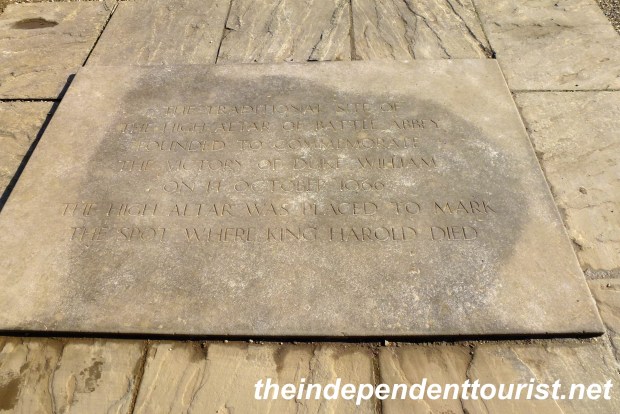 THE TRADITIONAL SITE OF
THE HIGH ALTAR OF BATTLE ABBEY
FOUNDED TO COMMEMORATE
THE VICTORY OF DUKE WILLIAM
ON 14 OCTOBER 1066
THE HIGH ALTAR WAS PLACED TO MARK
THE SPOT WHERE KING HAROLD DIED
theindependenttourist.net